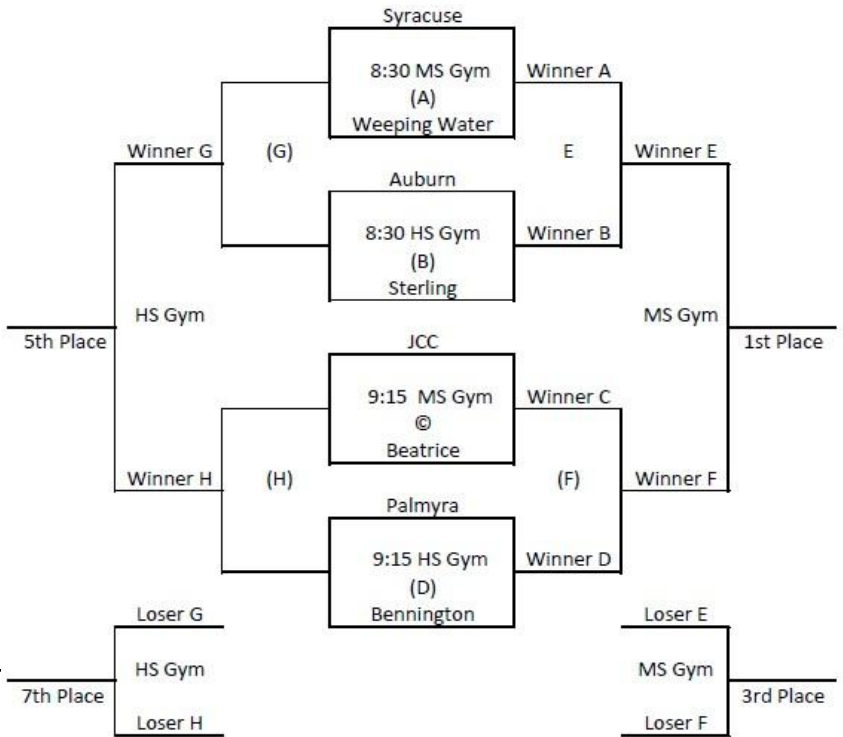 Syracuse
8:30 MS Gym
(A)
Weeping Water
Winner A
Winner G
(G)
E
Winner E
Auburn
8:30 HS Gym
(B)
Sterling
Winner B
HS Gym
MS Gym
5th Place
1st Place
JCC
9:15 MS Gym
©
Beatrice
Winner C
Winner H
(H)
(F)
Winner F
Palmyra
9:15 HS Gym
(D)
Bennington
Winner D
Loser G
Loser E
HS Gym
MS Gym
7th Place
3rd Place
Loser H
Loser F